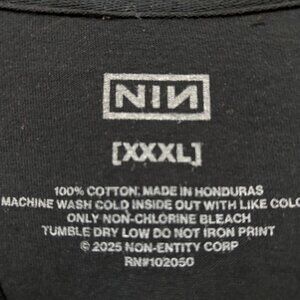 NIN
[XXXL]
100% COTTON. MADE IN HONDURAS
MACHINE WASH COLD INSIDE OUT WITH LIKE COLO
ONLY NON-CHLORINE BLEACH
TUMBLE DRY LOW DO NOT IRON PRINT
© 2025 NON-ENTITY CORP
RN#102050